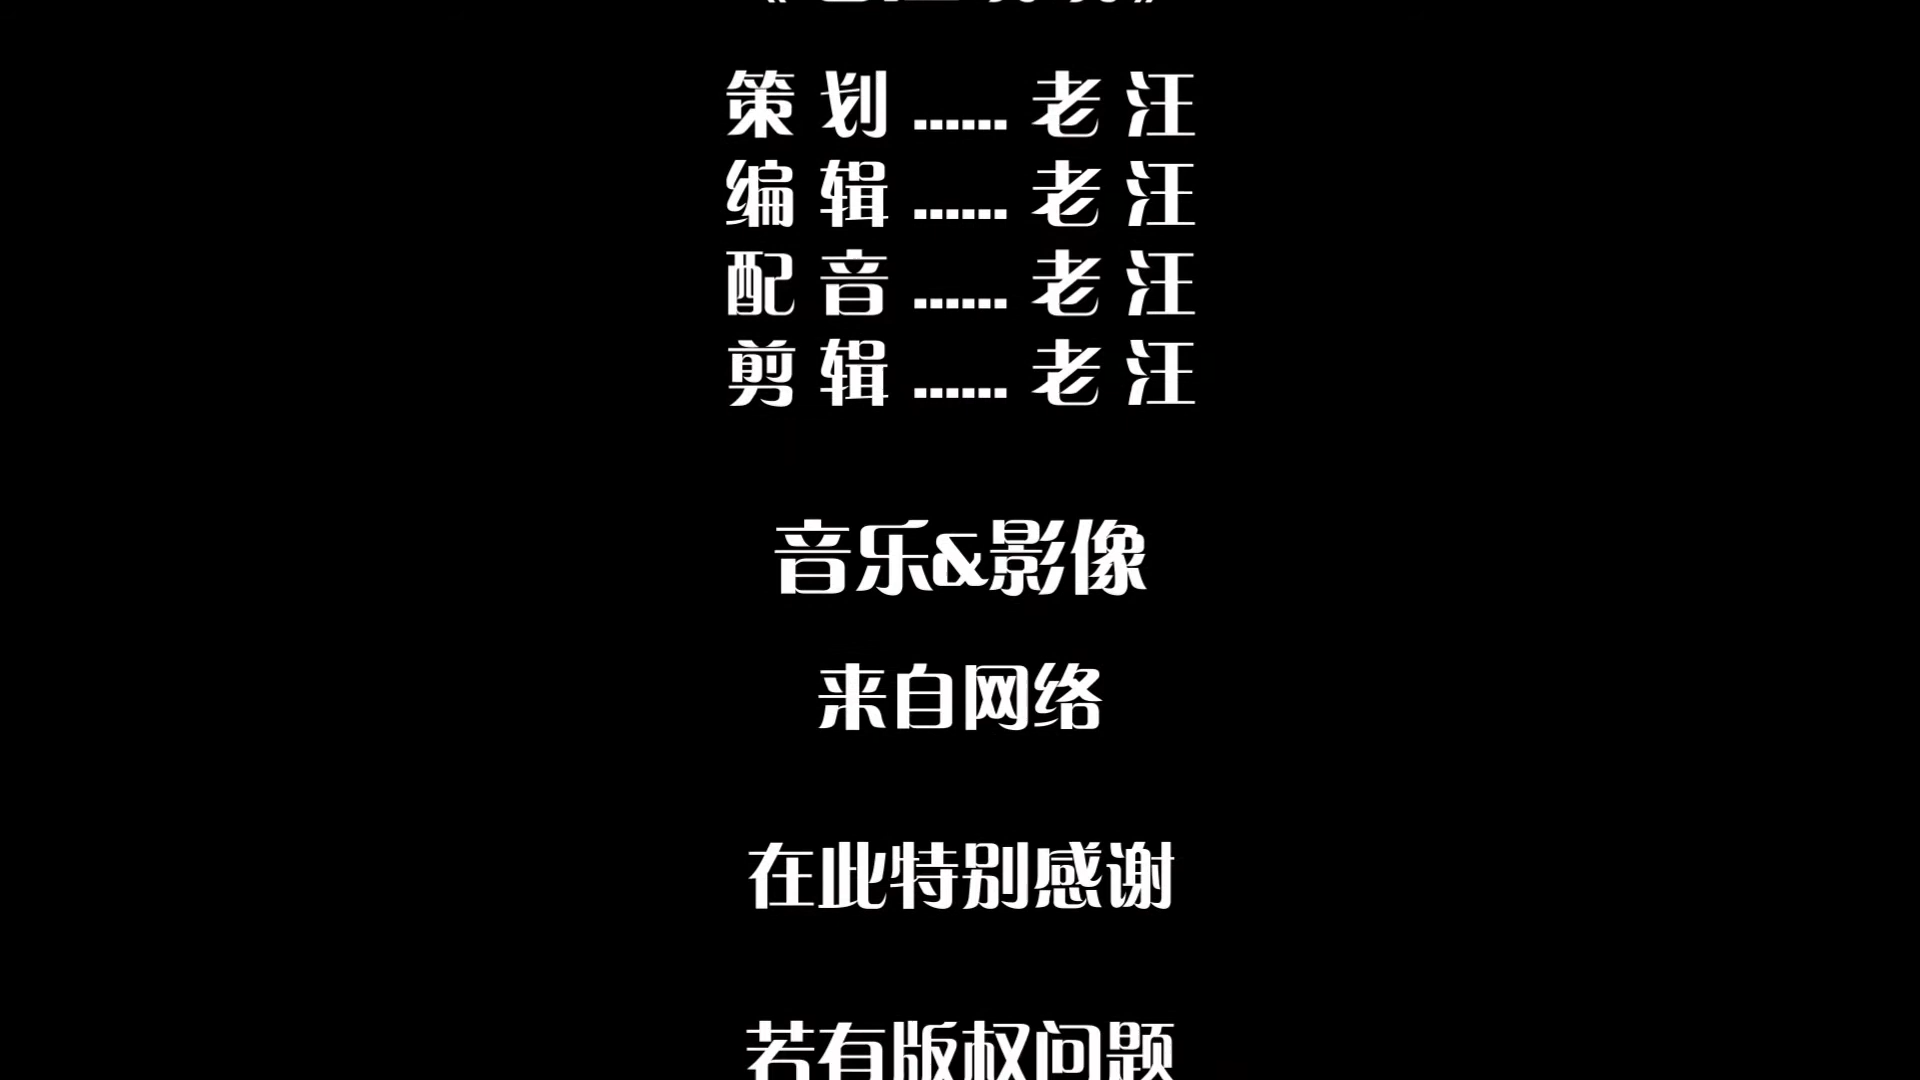 策划......老汪
编辑......老汪
配音......老汪
剪辑......老汪
音乐&影像
来自网络
在此特别感谢
若有版权问题